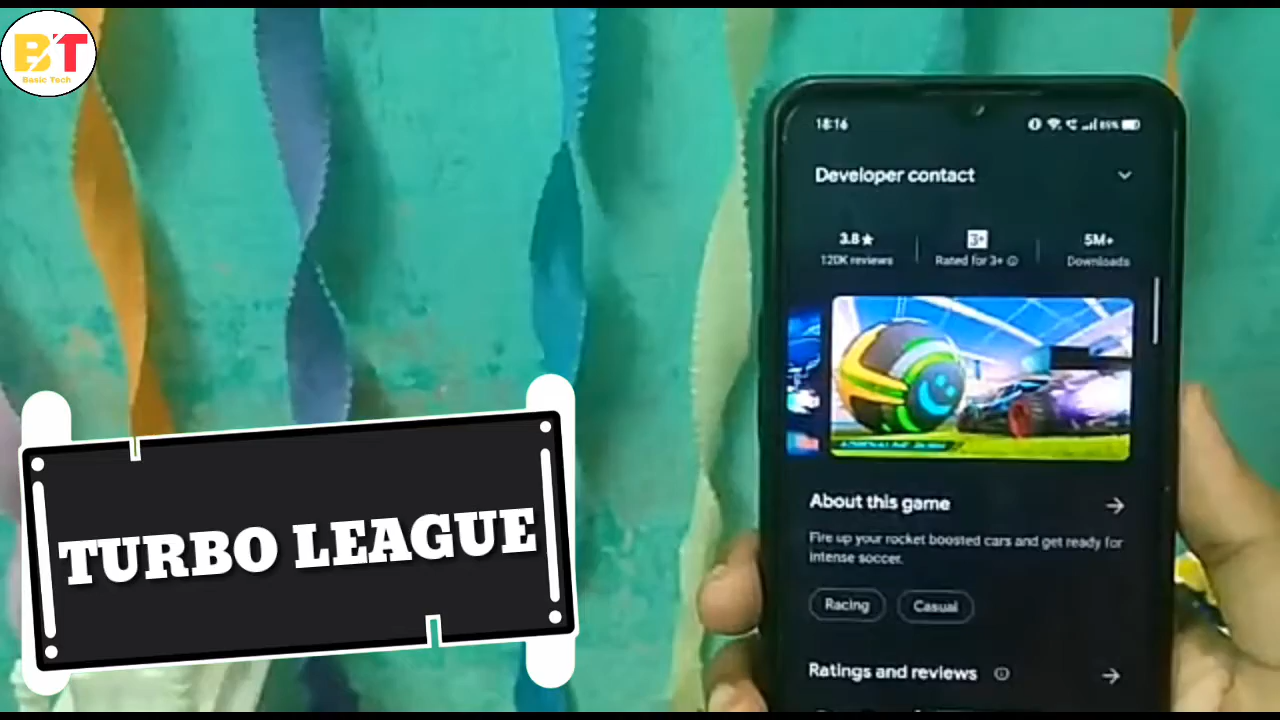 BT
Basic Tech
18:16
85%
Developer contact
3.8★
120K reviews
3+
Rated for 3+
5M+
Downloads
About this game
Fire up your rocket boosted cars and get ready for
intense soccer.
Racing
Casual
Ratings and reviews
TURBO LEAGUE